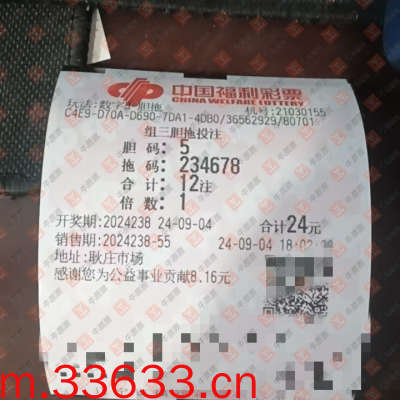 中国福利彩票
CHINA WELFARE LOTTERY
玩法:数字3胆拖 机号:21030155
C4E9-D70A-D690-7DA1-4DB0/36562929/B0701
组三胆拖投注
胆 码: 5
拖 码: 234678
合 计: 12注
倍 数: 1
开奖期:2024238 24-09-04 合计24元
销售期:2024238-55 24-09-04
地址:耿庄市场
感谢您为公益事业贡献8.16元
m.33633.cn